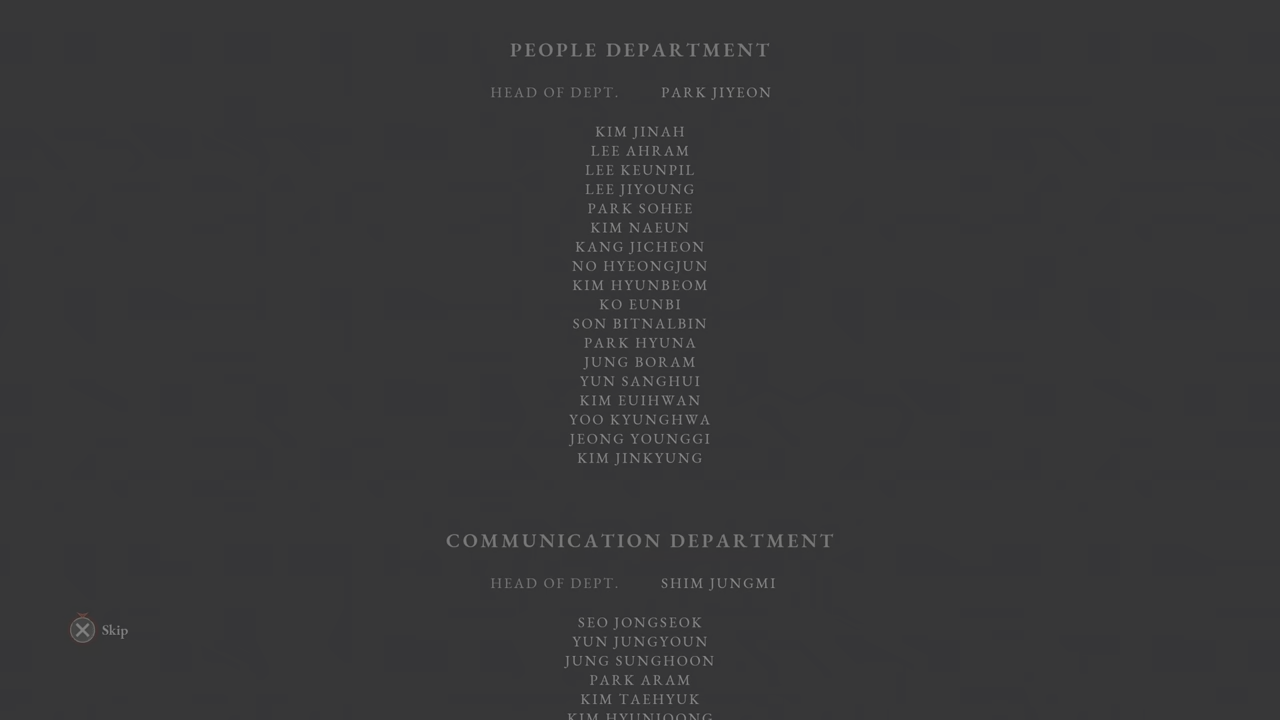 PEOPLE DEPARTMENT
HEAD OF DEPT. PARK JIYEON
KIM JINAH
LEE AHRAM
LEE KEUNPIL
LEE JIYOUNG
PARK SOHEE
KIM NAEUN
KANG JICHEON
NO HYEONGJUN
KIM HYUNBEOM
KO EUNBI
SON BITNALBIN
PARK HYUNA
JUNG BORAM
YUN SANGHUI
KIM EUIHWAN
YOO KYUNGHWA
JEONG YOUNGGI
KIM JINKYUNG
COMMUNICATION DEPARTMENT
HEAD OF DEPT. SHIM JUNGMI
SEO JONGSEOK
YUN JUNGYOUN
Skip
JUNG SUNGHOON
PARK ARAM
KIM TAEHYUK
KIM HYUNJOONG